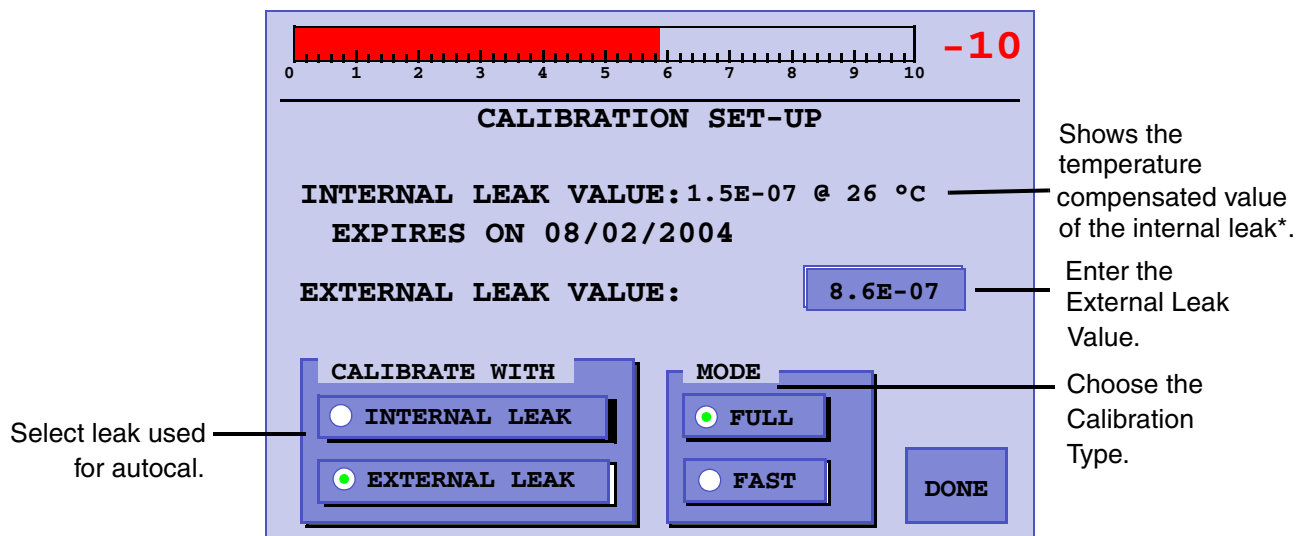 -10
0 1 2 3 4 5 6 7 8 9 10
CALIBRATION SET-UP
INTERNAL LEAK VALUE: 1.5E-07 @ 26 °C
EXPIRES ON 08/02/2004
EXTERNAL LEAK VALUE: 8.6E-07
CALIBRATE WITH
INTERNAL LEAK
EXTERNAL LEAK
MODE
FULL
FAST
DONE
Shows the
temperature
compensated value
of the internal leak*.
Enter the
External Leak
Value.
Choose the
Calibration
Type.
Select leak used
for autocal.